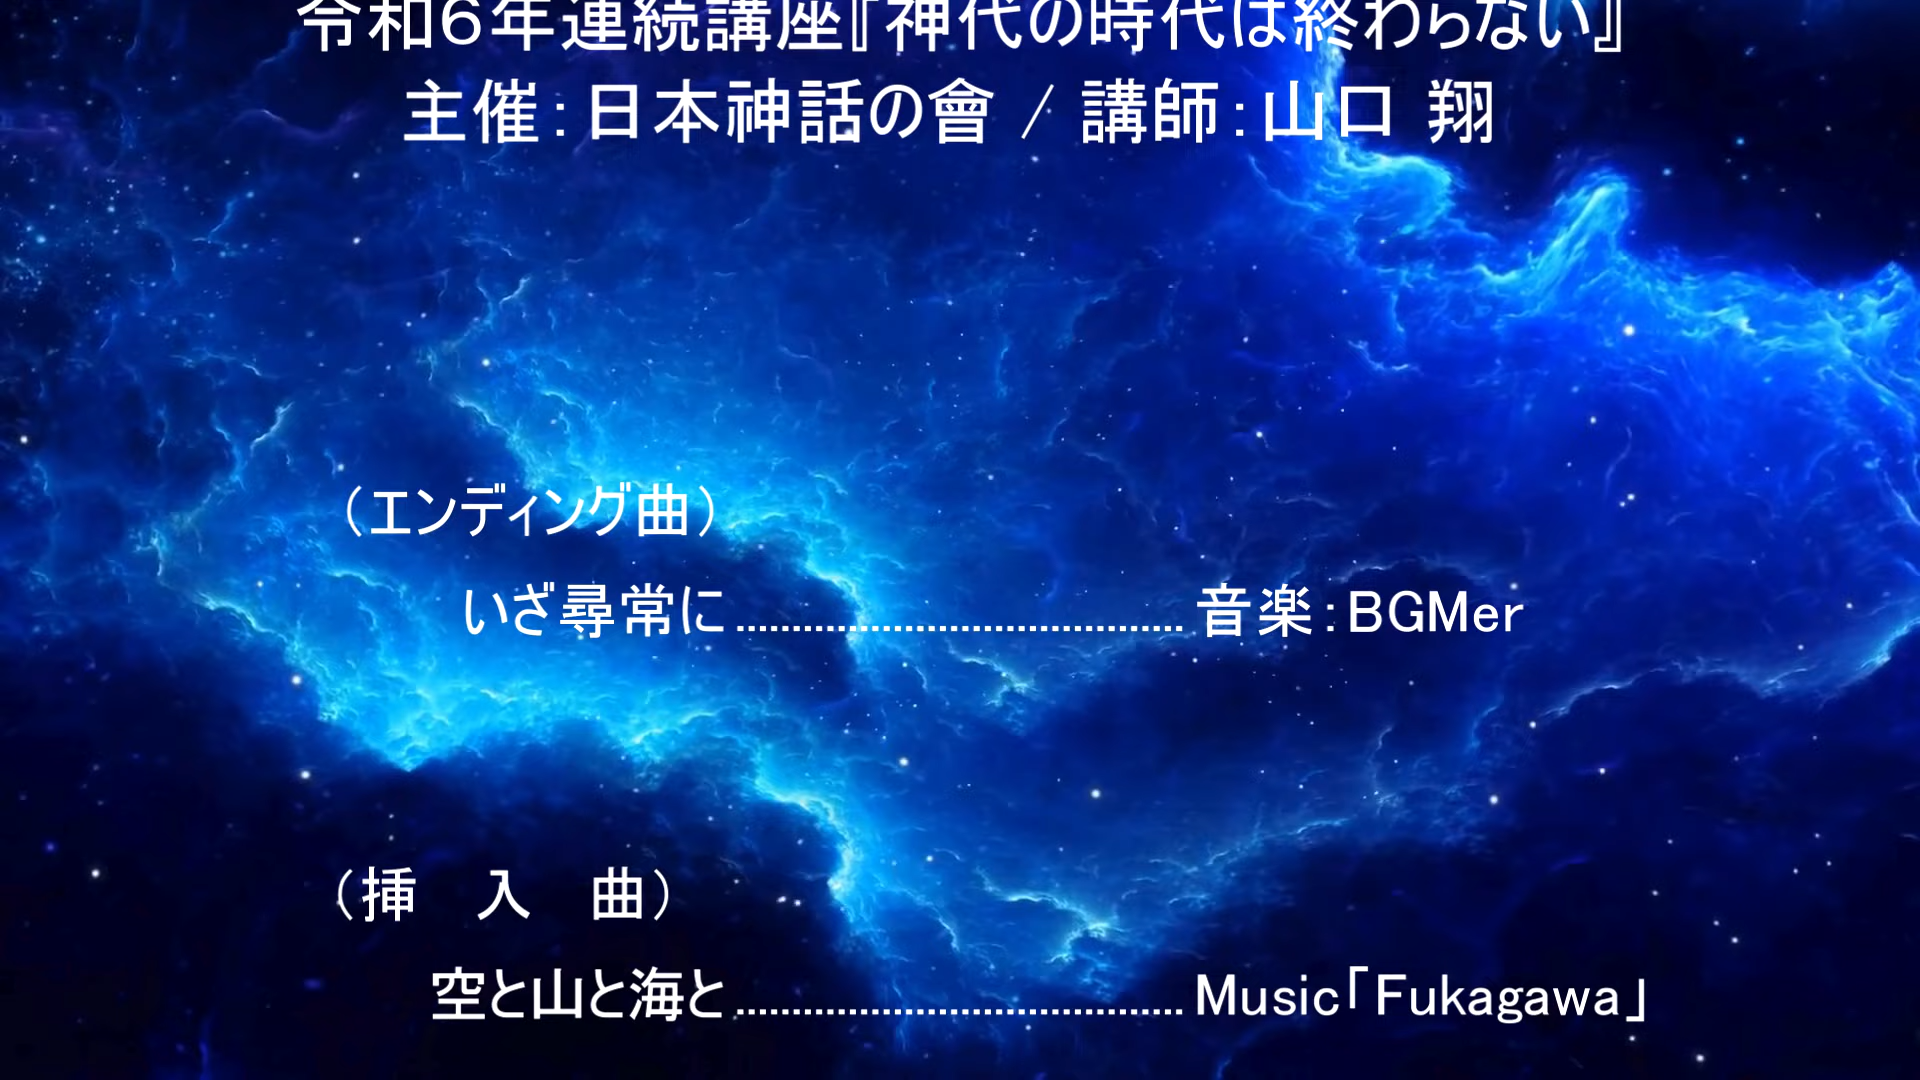 令和６年連続講座『神代の時代は終わらない』
主催：日本神話の會 / 講師：山口 翔
（エンディング曲）
いざ尋常に........................................音楽：BGMer
（挿　入　曲）
空と山と海と........................................Music「Fukagawa」